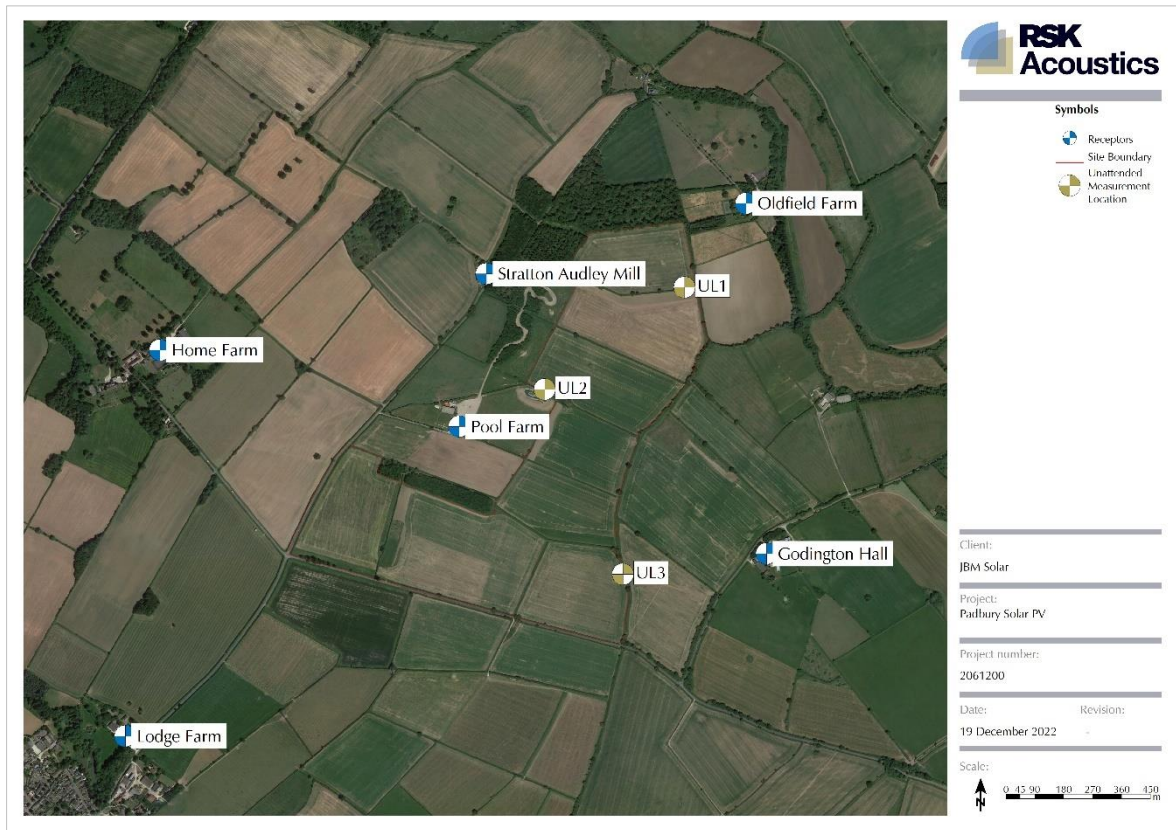 RSK
Acoustics
Symbols
Receptors
Site Boundary
Unattended
Measurement
Location
Oldfield Farm
Stratton Audley Mill
UL1
Home Farm
UL2
Pool Farm
Godington Hall
UL3
Lodge Farm
Client:
JBM Solar
Project:
Padbury Solar PV
Project number:
2061200
Date: Revision:
19 December 2022 -
Scale:
N
0 45 90 180 270 360 450
m